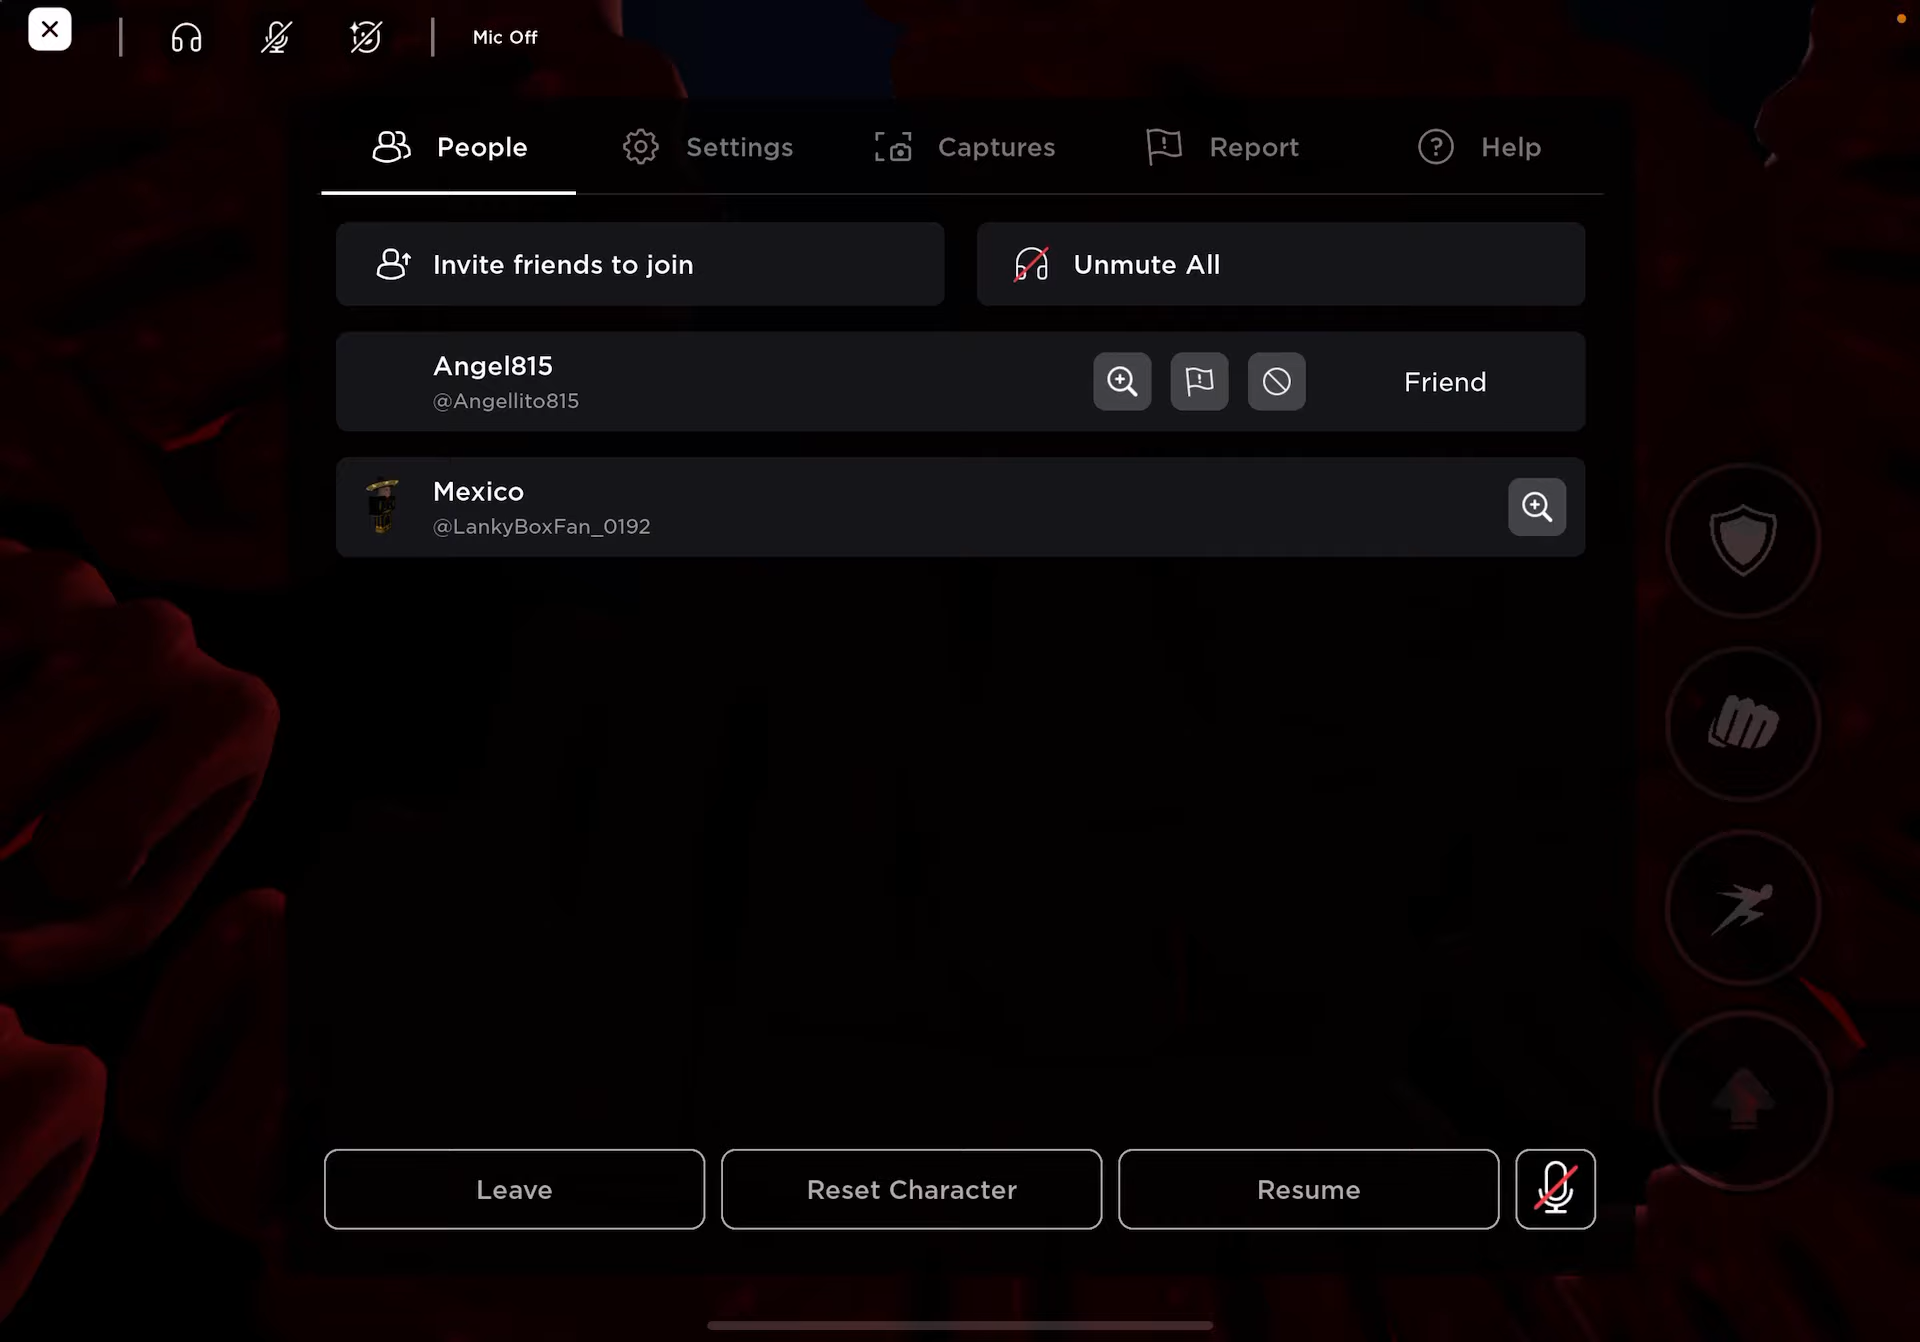 Mic Off
People
Settings
Captures
Report
Help
Invite friends to join
Unmute All
Angel815
@Angellito815
Friend
Mexico
@LankyBoxFan_0192
Leave
Reset Character
Resume